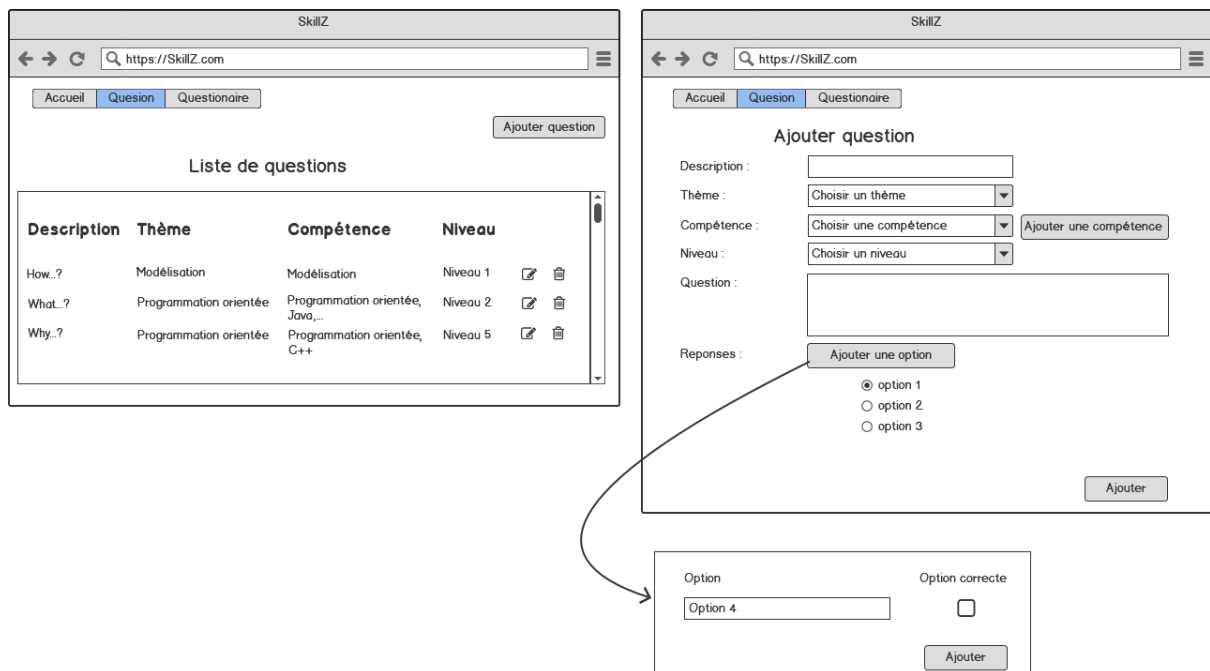 SkillZ
https://SkillZ.com
Accueil Quesion Questionaire
Ajouter question
Liste de questions
Description Thème Compétence Niveau
How...? Modélisation Modélisation Niveau 1
What...? Programmation orientée Programmation orientée, Niveau 2
Java,...
Why...? Programmation orientée Programmation orientée, Niveau 5
C++
SkillZ
https://SkillZ.com
Accueil Quesion Questionaire
Ajouter question
Description :
Thème : Choisir un thème
Compétence : Choisir une compétence Ajouter une compétence
Niveau : Choisir un niveau
Question :
Reponses : Ajouter une option
option 1
option 2
option 3
Ajouter
Option Option correcte
Option 4
Ajouter